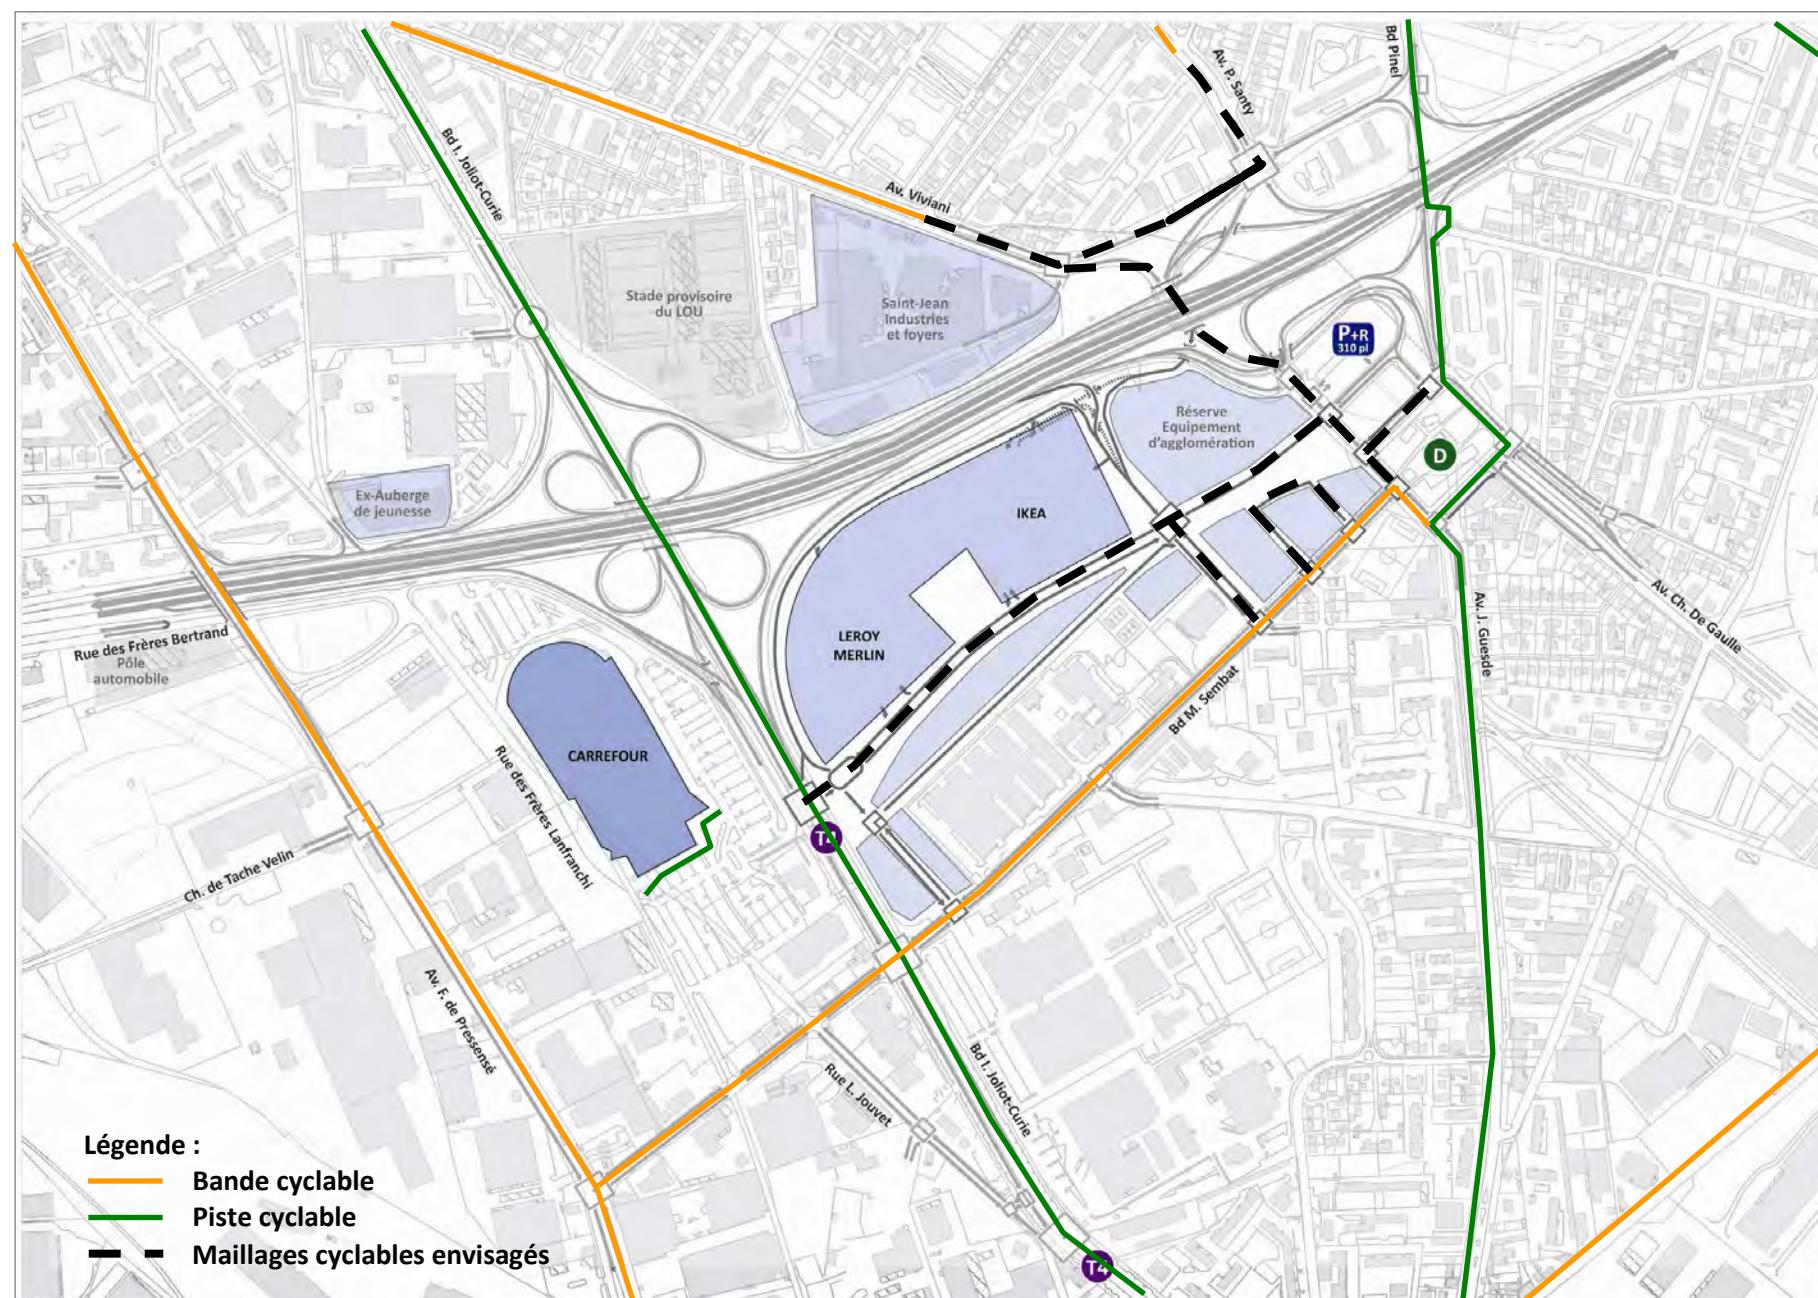 Av. P. Santy
Bd Pinel
Bd I. Joliot-Curie
Av. Viviani
Stade provisoire
du LOU
Saint-Jean
Industries
et foyers
P+R
310 pl
Réserve
Equipement
d'agglomération
D
Ex-Auberge
de jeunesse
IKEA
Av. Ch. De Gaulle
Rue des Frères Bertrand
Pôle
automobile
LEROY
MERLIN
Av. J. Guesde
Bd M. Sembat
CARREFOUR
Rue des Frères Lanfranchi
T4
Ch. de Tache Velin
Av. F. de Pressensé
Bd I. Joliot-Curie
Rue L. Jouvet
T4
Légende :
Bande cyclable
Piste cyclable
Maillages cyclables envisagés